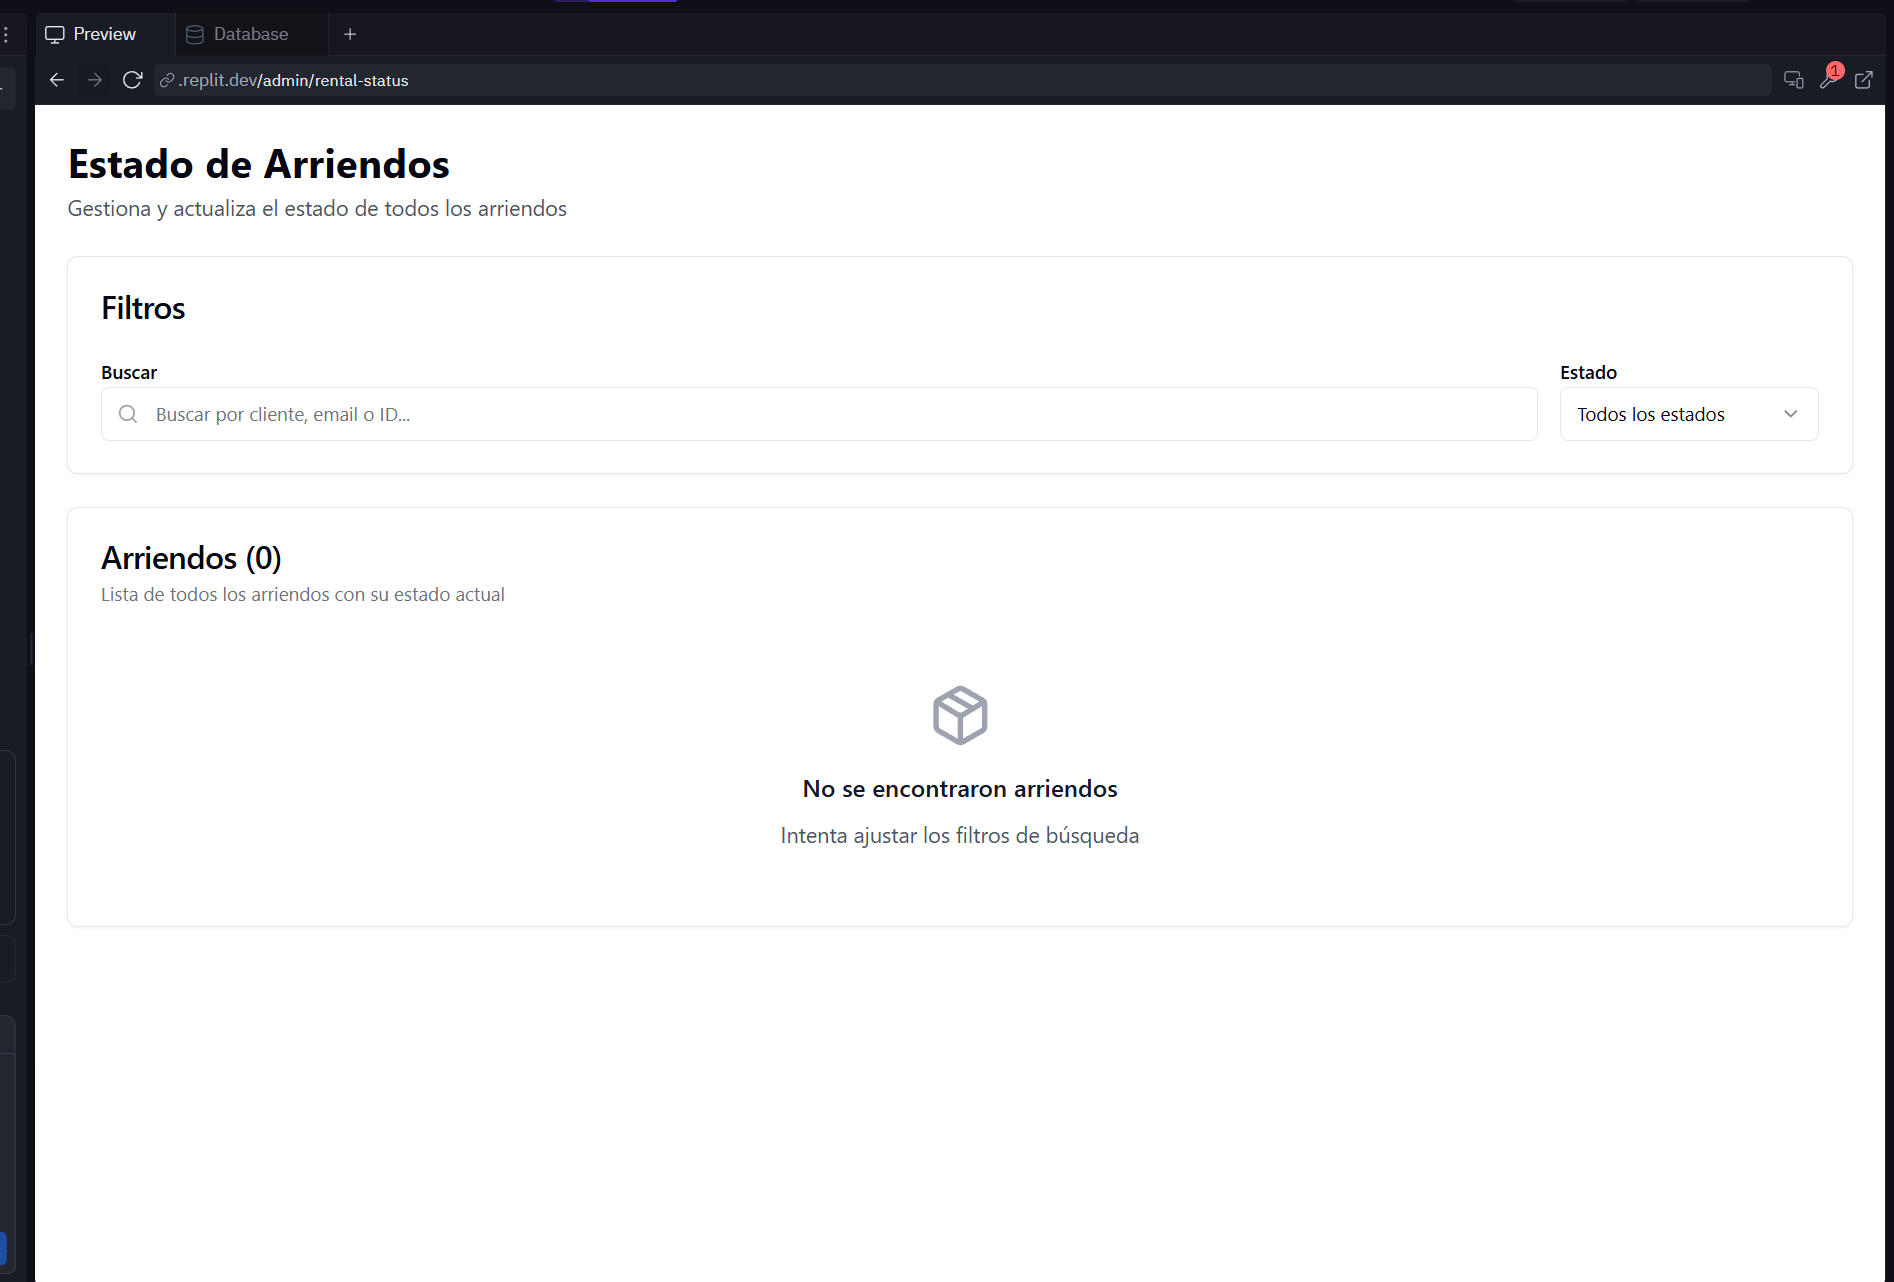 Preview
Database
.replit.dev/admin/rental-status
1
Estado de Arriendos
Gestiona y actualiza el estado de todos los arriendos
Filtros
Buscar
Estado
Buscar por cliente, email o ID...
Todos los estados
Arriendos (0)
Lista de todos los arriendos con su estado actual
No se encontraron arriendos
Intenta ajustar los filtros de búsqueda